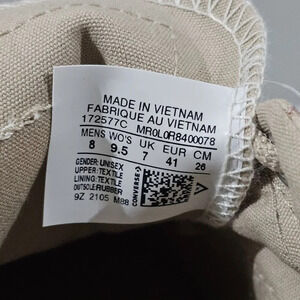 MADE IN VIETNAM
FABRIQUE AU VIETNAM
172577C MR0L0R8400078
MENS WO'S UK EUR CM
8 9.5 7 41 26
GENDER: UNISEX
UPPER: TEXTILE
LINING: TEXTILE
OUTSOLE: RUBBER
9Z 2105 M88
CONVERSE